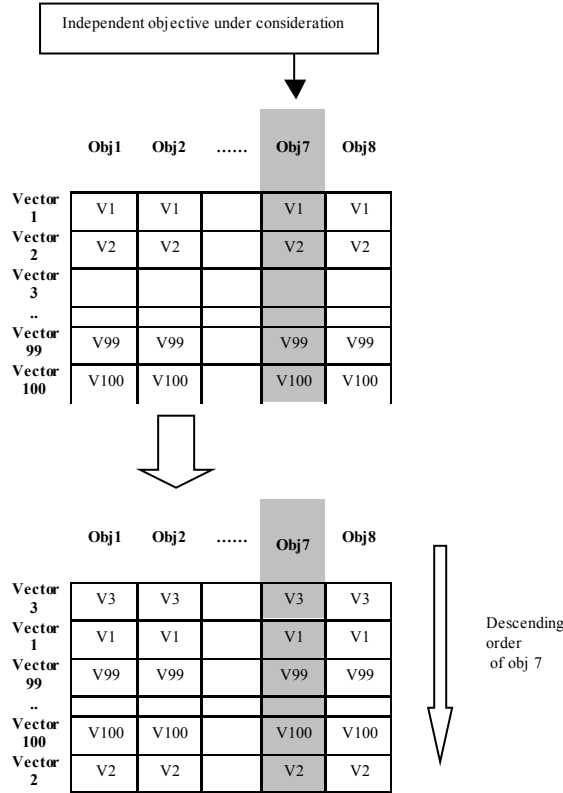 Independent objective under consideration
Obj1 Obj2 ...... Obj7 Obj8
Vector 1 V1 V1 V1 V1
Vector 2 V2 V2 V2 V2
Vector 3
..
Vector 99 V99 V99 V99 V99
Vector 100 V100 V100 V100 V100
Obj1 Obj2 ...... Obj7 Obj8
Vector 3 V3 V3 V3 V3
Vector 1 V1 V1 V1 V1
Vector 99 V99 V99 V99 V99
..
Vector 100 V100 V100 V100 V100
Vector 2 V2 V2 V2 V2
Descending
order
of obj 7